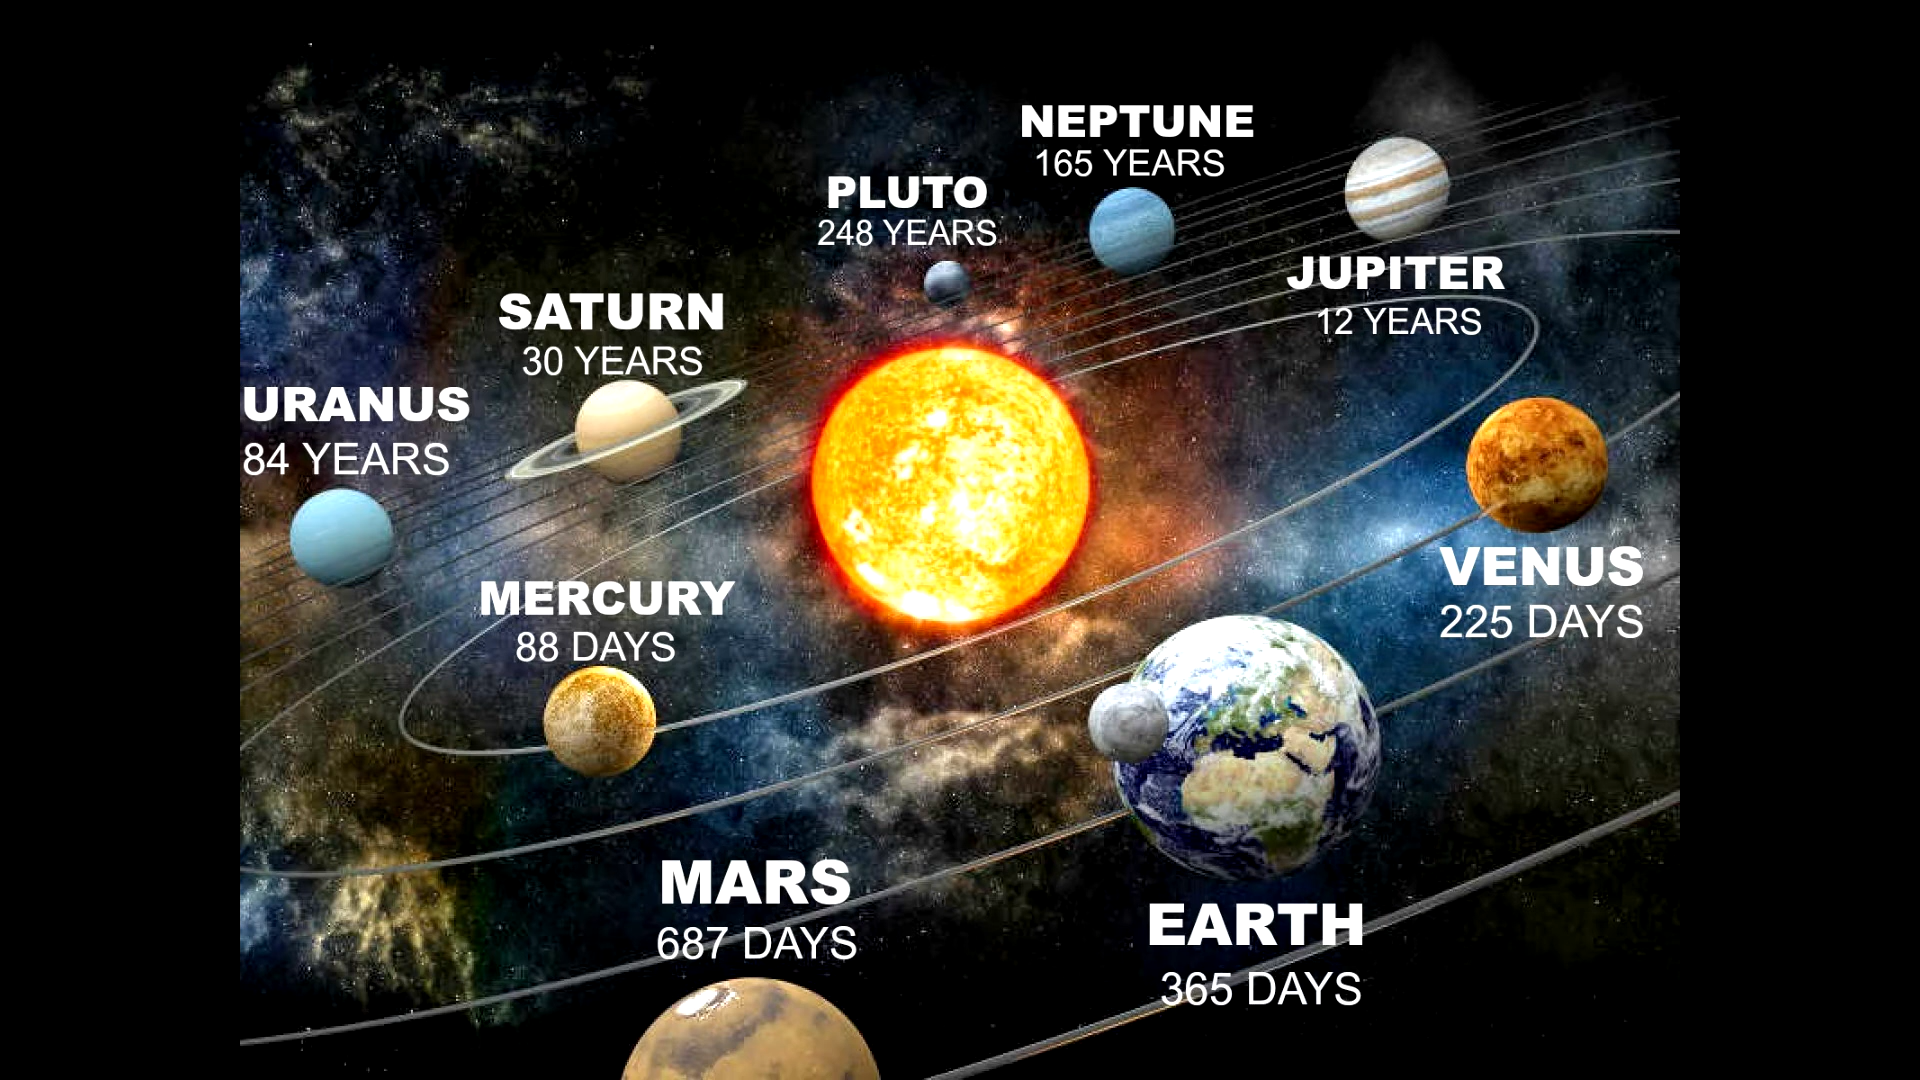 NEPTUNE
165 YEARS
PLUTO
248 YEARS
JUPITER
12 YEARS
SATURN
30 YEARS
URANUS
84 YEARS
VENUS
225 DAYS
MERCURY
88 DAYS
MARS
687 DAYS
EARTH
365 DAYS